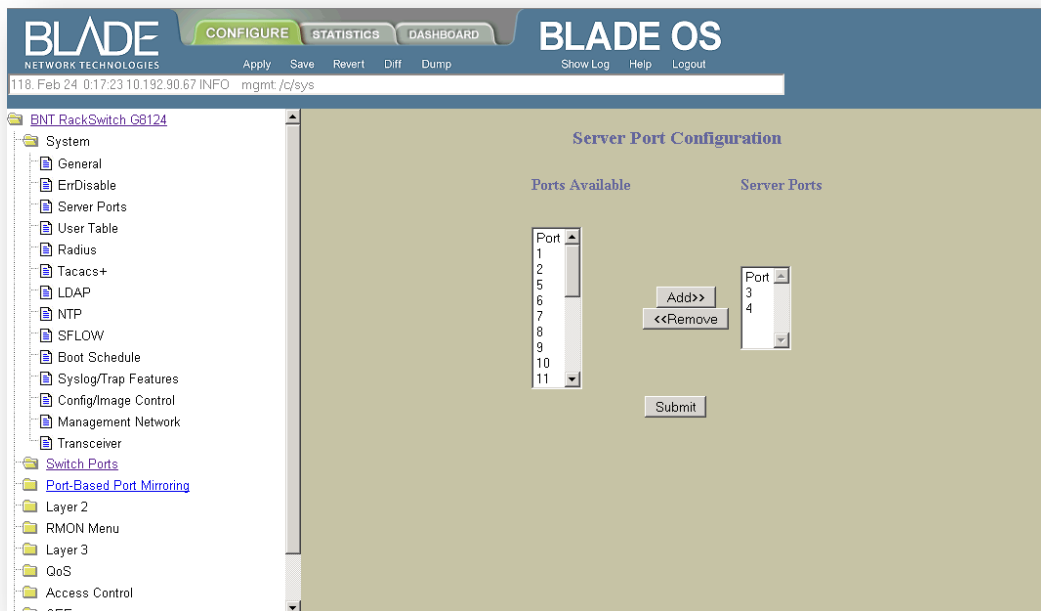 BLADE
NETWORK TECHNOLOGIES
CONFIGURE STATISTICS DASHBOARD
BLADE OS
Apply Save Revert Diff Dump
Show Log Help Logout
118. Feb 24 0:17:23 10.192.90.67 INFO mgmt: /c/sys
BNT RackSwitch G8124
System
General
ErrDisable
Server Ports
User Table
Radius
Tacacs+
LDAP
NTP
SFLOW
Boot Schedule
Syslog/Trap Features
Config/Image Control
Management Network
Transceiver
Switch Ports
Port-Based Port Mirroring
Layer 2
RMON Menu
Layer 3
QoS
Access Control
Server Port Configuration
Ports Available
Port
1
2
5
6
7
8
9
10
11
Add>>
<<Remove
Submit
Server Ports
Port
3
4